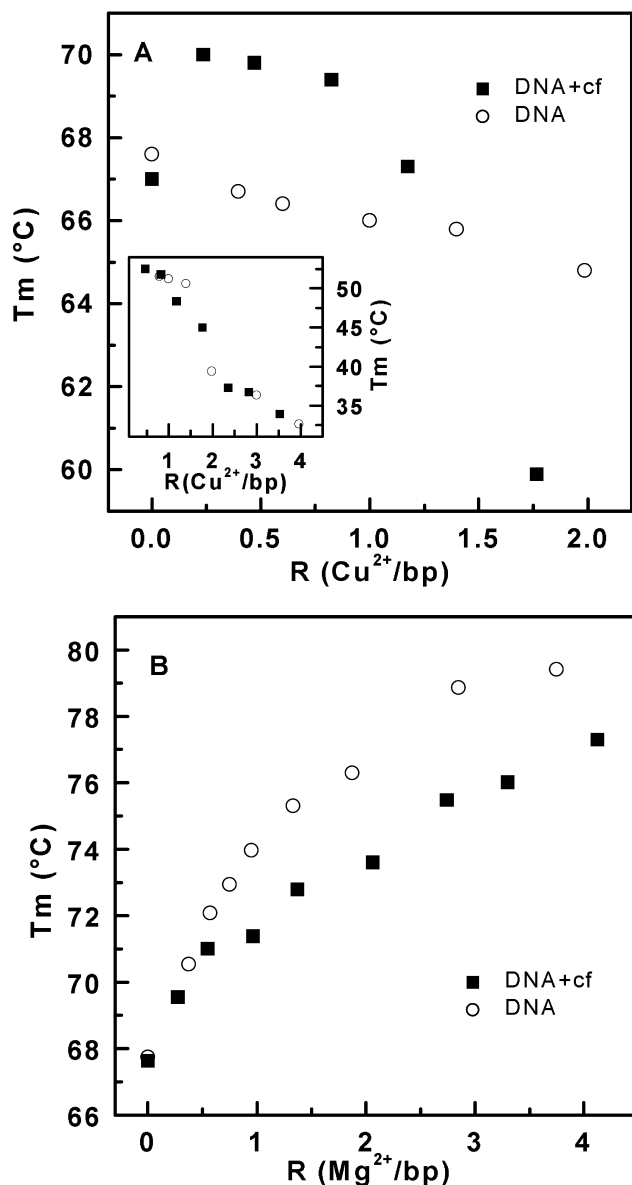 A
70
68
66
64
62
60
Tm (°C)
DNA+cf
DNA
50
45
40
35
Tm (°C)
1 2 3 4
R(Cu²⁺/bp)
0.0 0.5 1.0 1.5 2.0
R (Cu²⁺/bp)
B
80
78
76
74
72
70
68
66
Tm (°C)
DNA+cf
DNA
0 1 2 3 4
R (Mg²⁺/bp)